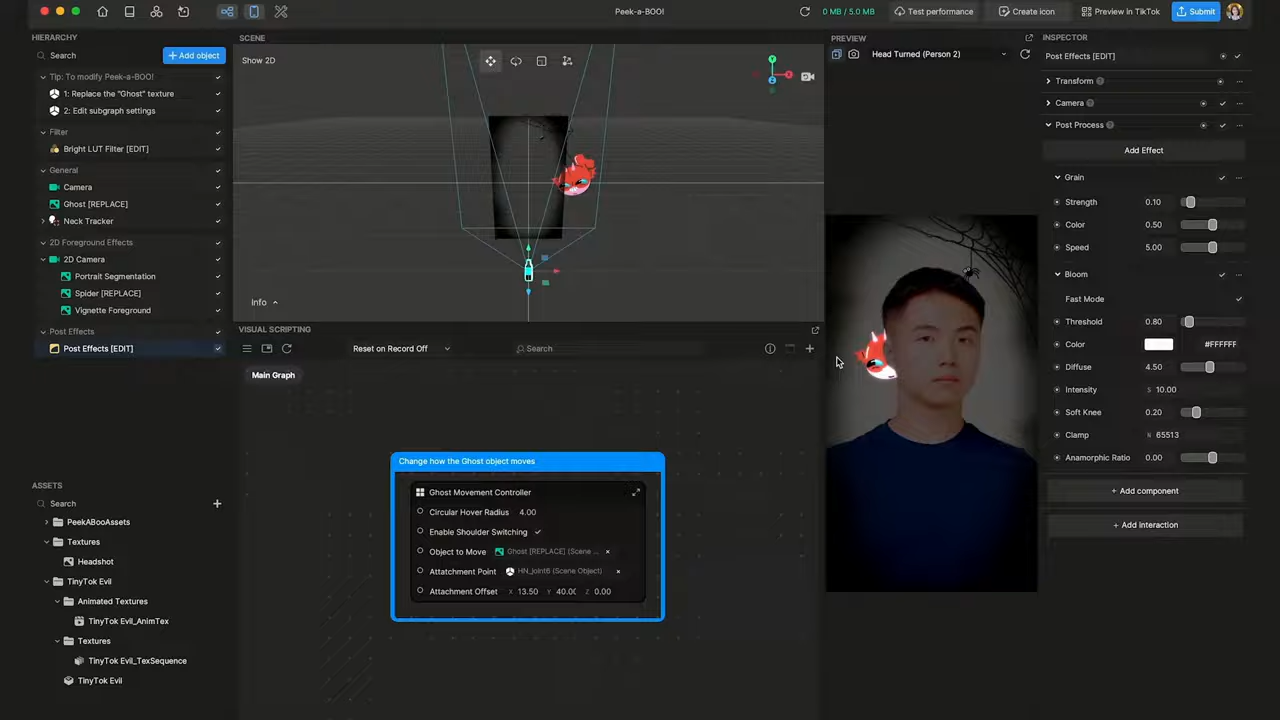 Peek-a-BOO!
0 MB / 5.0 MB
Test performance
Create icon
Preview in TikTok
Submit
HIERARCHY
Search
Add object
Tip: To modify Peek-a-BOO!
1: Replace the "Ghost" texture
2: Edit subgraph settings
Filter
Bright LUT Filter [EDIT]
General
Camera
Ghost [REPLACE]
Neck Tracker
2D Foreground Effects
2D Camera
Portrait Segmentation
Spider [REPLACE]
Vignette Foreground
Post Effects
Post Effects [EDIT]
ASSETS
Search
PeekABooAssets
Textures
Headshot
TinyTok Evil
Animated Textures
TinyTok Evil_AnimTex
Textures
TinyTok Evil_TexSequence
TinyTok Evil
SCENE
Show 2D
Y
X
Z
Info
VISUAL SCRIPTING
Reset on Record Off
Search
Main Graph
Change how the Ghost object moves
Ghost Movement Controller
Circular Hover Radius 4.00
Enable Shoulder Switching
Object to Move Ghost [REPLACE] (Scene ...
Attatchment Point HN_joint6 (Scene Object)
Attachment Offset X 13.50 Y 40.00 Z 0.00
PREVIEW
Head Turned (Person 2)
INSPECTOR
Post Effects [EDIT]
Transform
Camera
Post Process
Add Effect
Grain
Strength 0.10
Color 0.50
Speed 5.00
Bloom
Fast Mode
Threshold 0.80
Color #FFFFFF
Diffuse 4.50
Intensity S 10.00
Soft Knee 0.20
Clamp N 65513
Anamorphic Ratio 0.00
+ Add component
+ Add Interaction